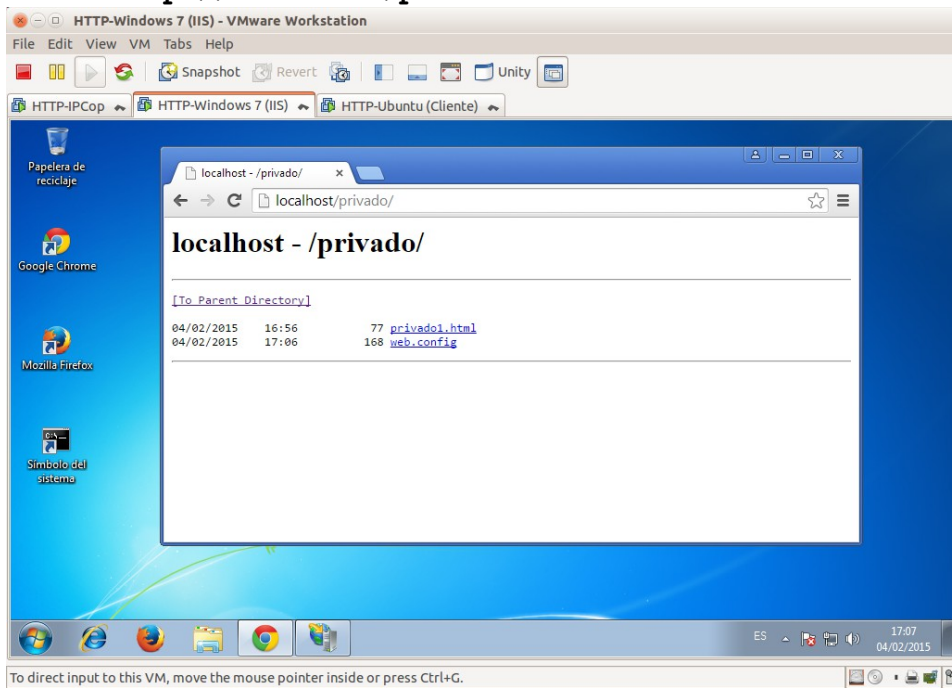 HTTP-Windows 7 (IIS) - VMware Workstation
File Edit View VM Tabs Help
Snapshot Revert Unity
HTTP-IPCop HTTP-Windows 7 (IIS) HTTP-Ubuntu (Cliente)
Papelera de
reciclaje
Google Chrome
Mozilla Firefox
Símbolo del
sistema
localhost - /privado/
localhost/privado/
localhost - /privado/
[To Parent Directory]
04/02/2015 16:56 77 privado1.html
04/02/2015 17:06 168 web.config
ES 17:07
04/02/2015
To direct input to this VM, move the mouse pointer inside or press Ctrl+G.